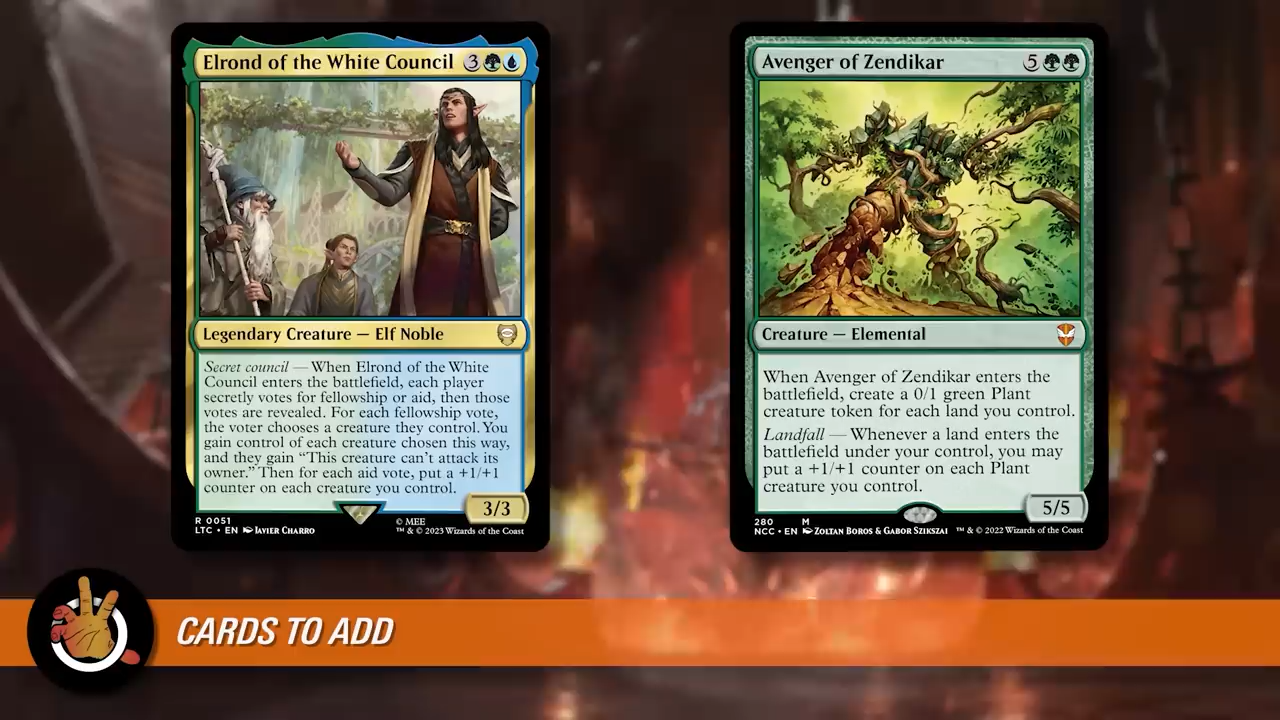 Elrond of the White Council 3
Legendary Creature — Elf Noble
Secret council — When Elrond of the White
Council enters the battlefield, each player
secretly votes for fellowship or aid, then those
votes are revealed. For each fellowship vote,
the voter chooses a creature they control. You
gain control of each creature chosen this way,
and they gain “This creature can’t attack its
owner.” Then for each aid vote, put a +1/+1
counter on each creature you control.
3/3
R 0051
LTC • EN Javier Charro
© MEE
™ & © 2023 Wizards of the Coast
Avenger of Zendikar 5
Creature — Elemental
When Avenger of Zendikar enters the
battlefield, create a 0/1 green Plant
creature token for each land you control.
Landfall — Whenever a land enters the
battlefield under your control, you may
put a +1/+1 counter on each Plant
creature you control.
5/5
280 M
NCC • EN Zoltan Boros & Gabor Szikszai
™ & © 2022 Wizards of the Coast
CARDS TO ADD